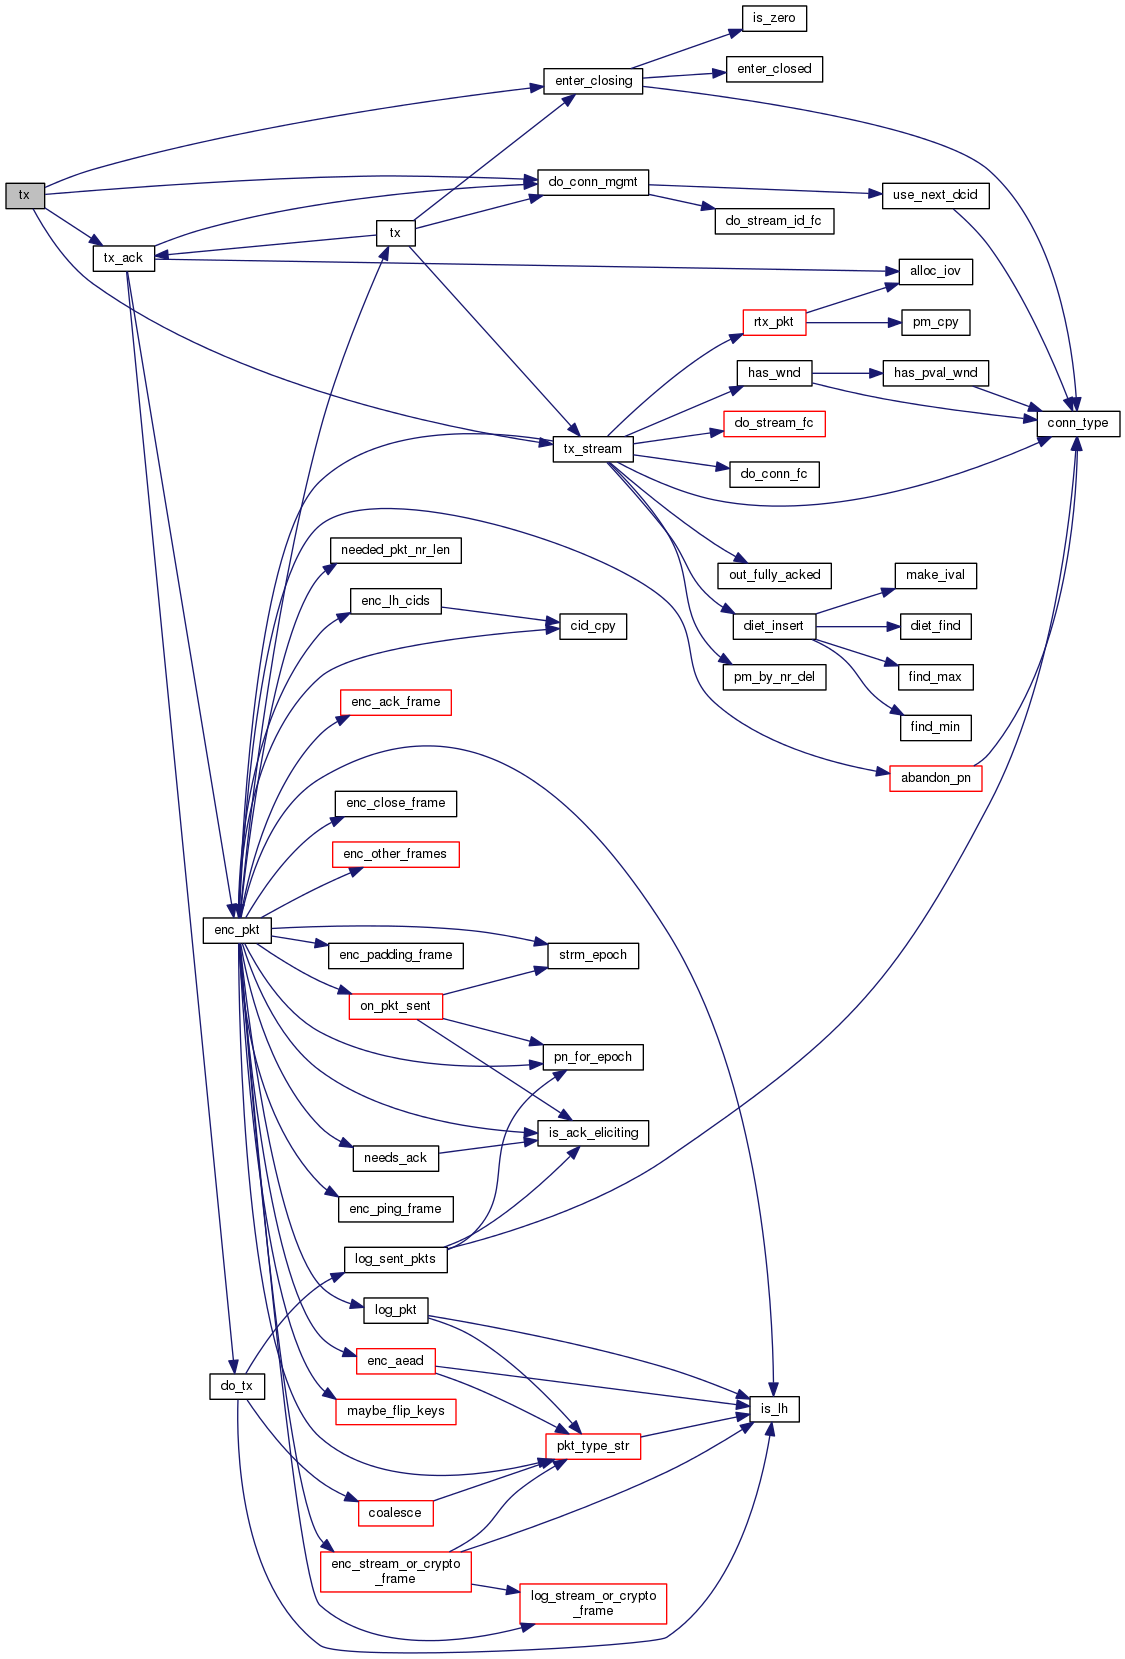 is_zero
enter_closed
enter_closing
tx
do_conn_mgmt
use_next_dcid
do_stream_id_fc
tx
tx_ack
alloc_iov
rtx_pkt
pm_cpy
has_wnd
has_pval_wnd
do_stream_fc
conn_type
tx_stream
do_conn_fc
needed_pkt_nr_len
out_fully_acked
make_ival
enc_lh_cids
cid_cpy
diet_insert
diet_find
pm_by_nr_del
find_max
enc_ack_frame
find_min
abandon_pn
enc_close_frame
enc_other_frames
enc_pkt
enc_padding_frame
strm_epoch
on_pkt_sent
pn_for_epoch
is_ack_eliciting
needs_ack
enc_ping_frame
log_sent_pkts
log_pkt
enc_aead
do_tx
maybe_flip_keys
is_lh
pkt_type_str
coalesce
enc_stream_or_crypto
_frame
log_stream_or_crypto
_frame